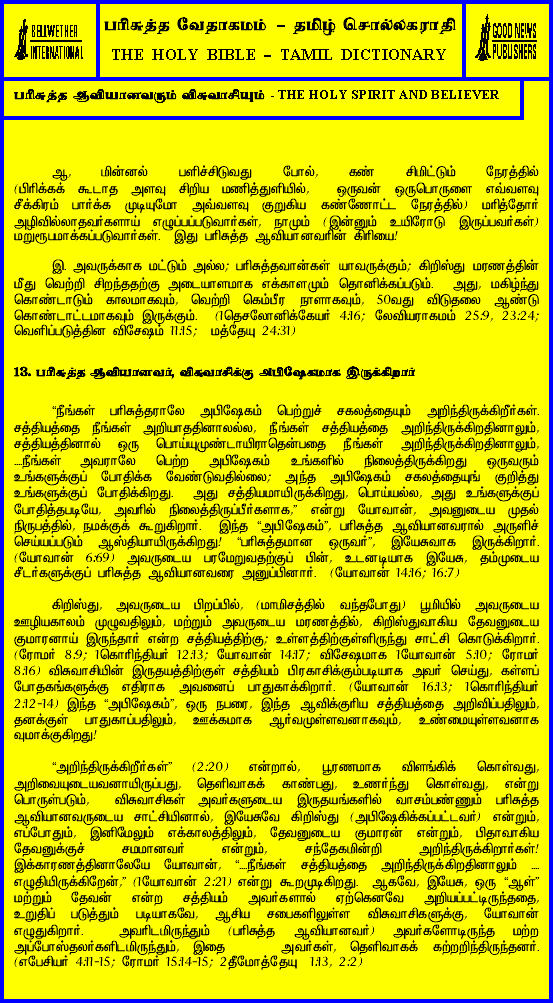 BELLWETHER
INTERNATIONAL
பரிசுத்த வேதாகமம் – தமிழ் சொல்லகராதி
THE HOLY BIBLE – TAMIL DICTIONARY
GOOD NEWS
PUBLISHERS
பரிசுத்த ஆவியானவரும் விசுவாசியும் - THE HOLY SPIRIT AND BELIEVER
ஆ, மின்னல் பளிச்சிடுவது போல், கண் சிமிட்டும் நேரத்தில்
(பிரிக்கக் கூடாத அளவு சிறிய மணித்துளியில், ஒருவன் ஒருபொருளை எவ்வளவு
சீக்கிரம் பார்க்க முடியுமோ அவ்வளவு குறுகிய கண்ணோட்ட நேரத்தில்) மரித்தோர்
அழிவில்லாதவர்களாய் எழுப்பப்படுவார்கள், நாமும் (இன்னும் உயிரோடு இருப்பவர்கள்)
மறுரூபமாக்கப்படுவார்கள். இது பரிசுத்த ஆவியானவரின் கிரியை!
இ. அவருக்காக மட்டும் அல்ல; பரிசுத்தவான்கள் யாவருக்கும்; கிறிஸ்து மரணத்தின்
மீது வெற்றி சிறந்ததற்கு அடையாளமாக எக்காளமும் தொனிக்கப்படும். அது, மகிழ்ந்து
கொண்டாடும் காலமாகவும், வெற்றி கெம்பீர நாளாகவும், 50வது விடுதலை ஆண்டு
கொண்டாட்டமாகவும் இருக்கும். (1தெசலோனிக்கேயர் 4:16; லேவியராகமம் 25:9, 23:24;
வெளிப்படுத்தின விசேஷம் 11:15; மத்தேயு 24:31)
13. பரிசுத்த ஆவியானவர், விசுவாசிக்கு அபிஷேகமாக இருக்கிறார்
“நீங்கள் பரிசுத்தராலே அபிஷேகம் பெற்றுச் சகலத்தையும் அறிந்திருக்கிறீர்கள்.
சத்தியத்தை நீங்கள் அறியாததினாலல்ல, நீங்கள் சத்தியத்தை அறிந்திருக்கிறதினாலும்,
சத்தியத்தினால் ஒரு பொய்யுமுண்டாயிராதென்பதை நீங்கள் அறிந்திருக்கிறதினாலும்,
....நீங்கள் அவராலே பெற்ற அபிஷேகம் உங்களில் நிலைத்திருக்கிறது ஒருவரும்
உங்களுக்குப் போதிக்க வேண்டுவதில்லை; அந்த அபிஷேகம் சகலத்தையுங் குறித்து
உங்களுக்குப் போதிக்கிறது. அது சத்தியமாயிருக்கிறது, பொய்யல்ல, அது உங்களுக்குப்
போதித்தபடியே, அவரில் நிலைத்திருப்பீர்களாக,” என்று யோவான், அவனுடைய முதல்
நிருபத்தில், நமக்குக் கூறுகிறார். இந்த “அபிஷேகம்”, பரிசுத்த ஆவியானவரால் அருளிச்
செய்யப்படும் ஆஸ்தியாயிருக்கிறது! “பரிசுத்தமான ஒருவர்”, இயேசுவாக இருக்கிறார்.
(யோவான் 6:69) அவருடைய பரமேறுவதற்குப் பின், உடனடியாக இயேசு, தம்முடைய
சீடர்களுக்குப் பரிசுத்த ஆவியானவரை அனுப்பினார். (யோவான் 14:16; 16:7)
கிறிஸ்து, அவருடைய பிறப்பில், (மாமிசத்தில் வந்தபோது) பூமியில் அவருடைய
ஊழியகாலம் முழுவதிலும், மற்றும் அவருடைய மரணத்தில், கிறிஸ்துவாகிய தேவனுடைய
குமாரனாய் இருந்தார் என்ற சத்தியத்திற்கு; உள்ளத்திற்குள்ளிருந்து சாட்சி கொடுக்கிறார்.
(ரோமர் 8:9; 1கொரிந்தியர் 12:13; யோவான் 14:17; விசேஷமாக 1யோவான் 5:10; ரோமர்
8:16) விசுவாசியின் இருதயத்திற்குள் சத்தியம் பிரகாசிக்கும்படியாக அவர் செய்து, கள்ளப்
போதகங்களுக்கு எதிராக அவனைப் பாதுகாக்கிறார். (யோவான் 16:13; 1கொரிந்தியர்
2:12-14) இந்த “அபிஷேகம்”, ஒரு நபரை, இந்த ஆவிக்குரிய சத்தியத்தை அறிவிப்பதிலும்,
தனக்குள் பாதுகாப்பதிலும், ஊக்கமாக ஆர்வமுள்ளவனாகவும், உண்மையுள்ளவனாக
வுமாக்குகிறது!
“அறிந்திருக்கிறீர்கள்” (2:20) என்றால், பூரணமாக விளங்கிக் கொள்வது,
அறிவையுடையவனாயிருப்பது, தெளிவாகக் காண்பது, உணர்ந்து கொள்வது, என்று
பொருள்படும், விசுவாசிகள் அவர்களுடைய இருதயங்களில் வாசம்பண்ணும் பரிசுத்த
ஆவியானவருடைய சாட்சியினால், இயேசுவே கிறிஸ்து (அபிஷேகிக்கப்பட்டவர்) என்றும்,
எப்போதும், இனிமேலும் எக்காலத்திலும், தேவனுடைய குமாரன் என்றும், பிதாவாகிய
தேவனுக்குச் சமமானவர் என்றும், சந்தேகமின்றி அறிந்திருக்கிறார்கள்!
இக்காரணத்தினாலேயே யோவான், “....நீங்கள் சத்தியத்தை அறிந்திருக்கிறதினாலும் ....
எழுதியிருக்கிறேன்,” (1யோவான் 2:21) என்று கூறமுடிகிறது. ஆகவே, இயேசு, ஒரு “ஆள்”
மற்றும் தேவன் என்ற சத்தியம் அவர்களால் ஏற்கெனவே அறியப்பட்டிருந்ததை,
உறுதிப் படுத்தும் படியாகவே, ஆசிய சபைகளிலுள்ள விசுவாசிகளுக்கு, யோவான்
எழுதுகிறார். அவரிடமிருந்தும் (பரிசுத்த ஆவியானவர்) அவர்களோடிருந்த மற்ற
அப்போஸ்தலர்களிடமிருந்தும், இதை அவர்கள், தெளிவாகக் கற்றறிந்திருந்தனர்.
(எபேசியர் 4:11-15; ரோமர் 15:14-15; 2தீமோத்தேயு 1:13, 2:2)